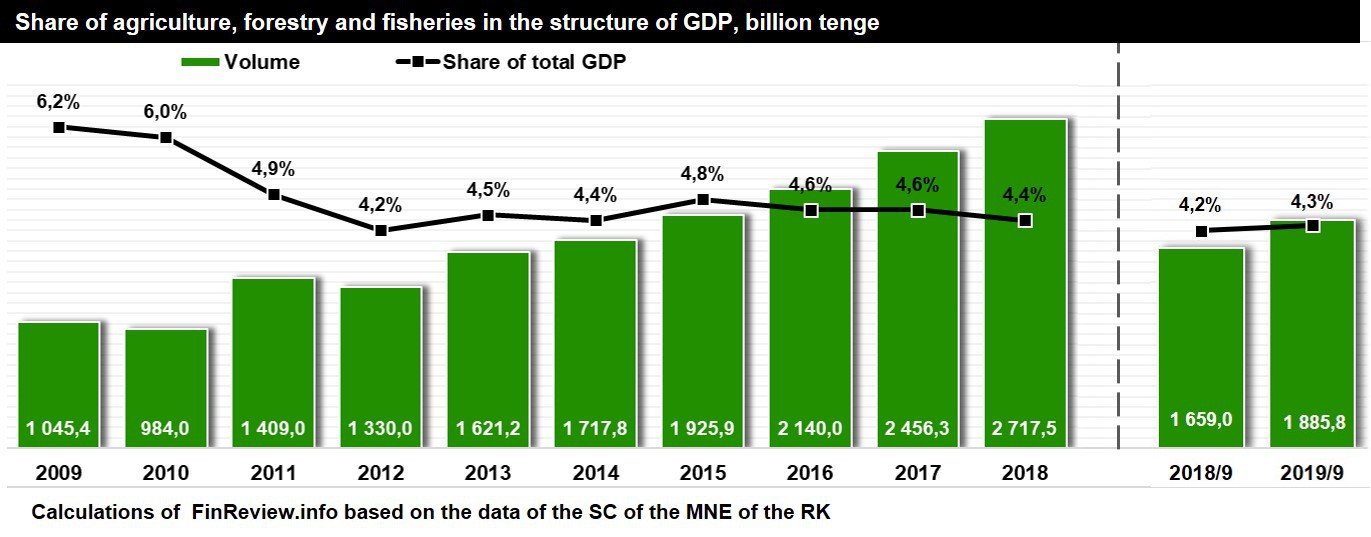 Share of agriculture, forestry and fisheries in the structure of GDP, billion tenge
Volume Share of total GDP
6,2% 6,0% 4,9% 4,2% 4,5% 4,4% 4,8% 4,6% 4,6% 4,4% 4,2% 4,3%
1 045,4 984,0 1 409,0 1 330,0 1 621,2 1 717,8 1 925,9 2 140,0 2 456,3 2 717,5 1 659,0 1 885,8
2009 2010 2011 2012 2013 2014 2015 2016 2017 2018 2018/9 2019/9
Calculations of FinReview.info based on the data of the SC of the MNE of the RK